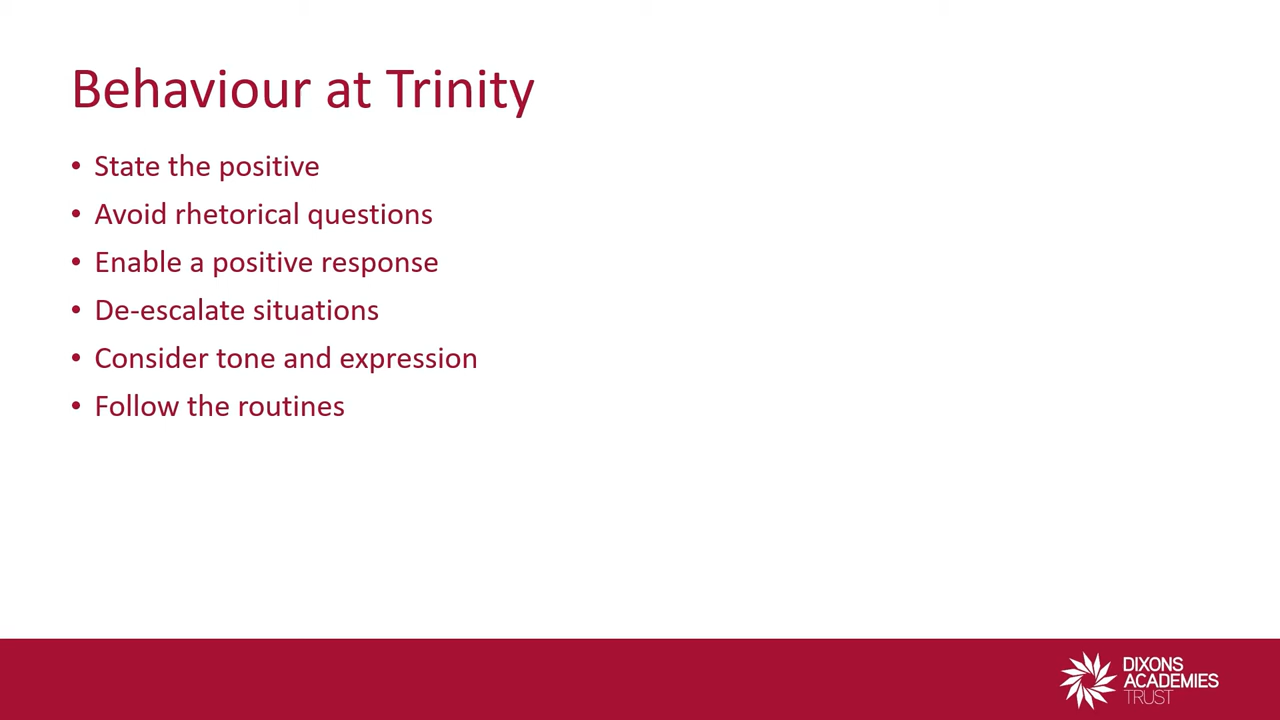 Behaviour at Trinity
• State the positive
• Avoid rhetorical questions
• Enable a positive response
• De-escalate situations
• Consider tone and expression
• Follow the routines
DIXONS
ACADEMIES
TRUST